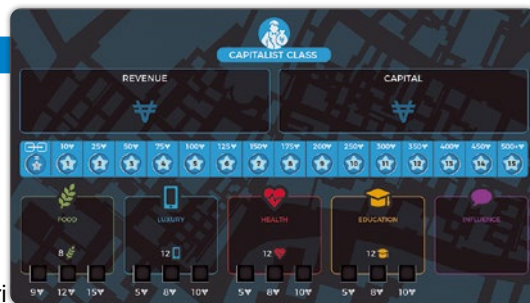 CAPITALIST CLASS
REVENUE CAPITAL
10 25 50 75 100 125 150 175 200 250 300 350 400 450 500+
1 2 3 4 5 6 7 8 9 10 11 12 13 14 15
FOOD LUXURY HEALTH EDUCATION INFLUENCE
8 12 12 12
9 12 15 5 8 10 5 8 10 5 8 10
ri